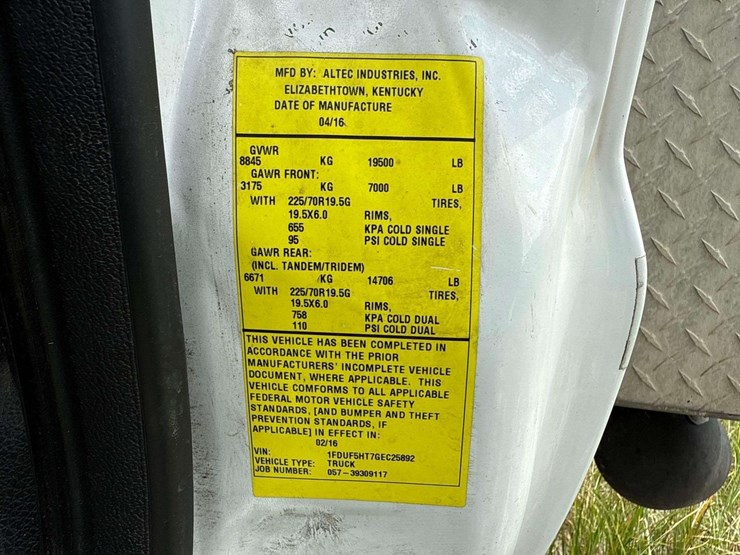 MFD BY: ALTEC INDUSTRIES, INC.
ELIZABETHTOWN, KENTUCKY
DATE OF MANUFACTURE
04/16
GVWR
8845 KG 19500 LB
GAWR FRONT:
3175 KG 7000 LB
WITH 225/70R19.5G TIRES,
19.5X6.0 RIMS,
655 KPA COLD SINGLE
95 PSI COLD SINGLE
GAWR REAR:
(INCL. TANDEM/TRIDEM)
6671 KG 14706 LB
WITH 225/70R19.5G TIRES,
19.5X6.0 RIMS,
758 KPA COLD DUAL
110 PSI COLD DUAL
THIS VEHICLE HAS BEEN COMPLETED IN
ACCORDANCE WITH THE PRIOR
MANUFACTURERS' INCOMPLETE VEHICLE
DOCUMENT, WHERE APPLICABLE. THIS
VEHICLE COMFORMS TO ALL APPLICABLE
FEDERAL MOTOR VEHICLE SAFETY
STANDARDS, [AND BUMPER AND THEFT
PREVENTION STANDARDS, IF
APPLICABLE] IN EFFECT IN:
02/16
VIN: 1FDUF5HT7GEC25892
VEHICLE TYPE: TRUCK
JOB NUMBER: 057-39309117